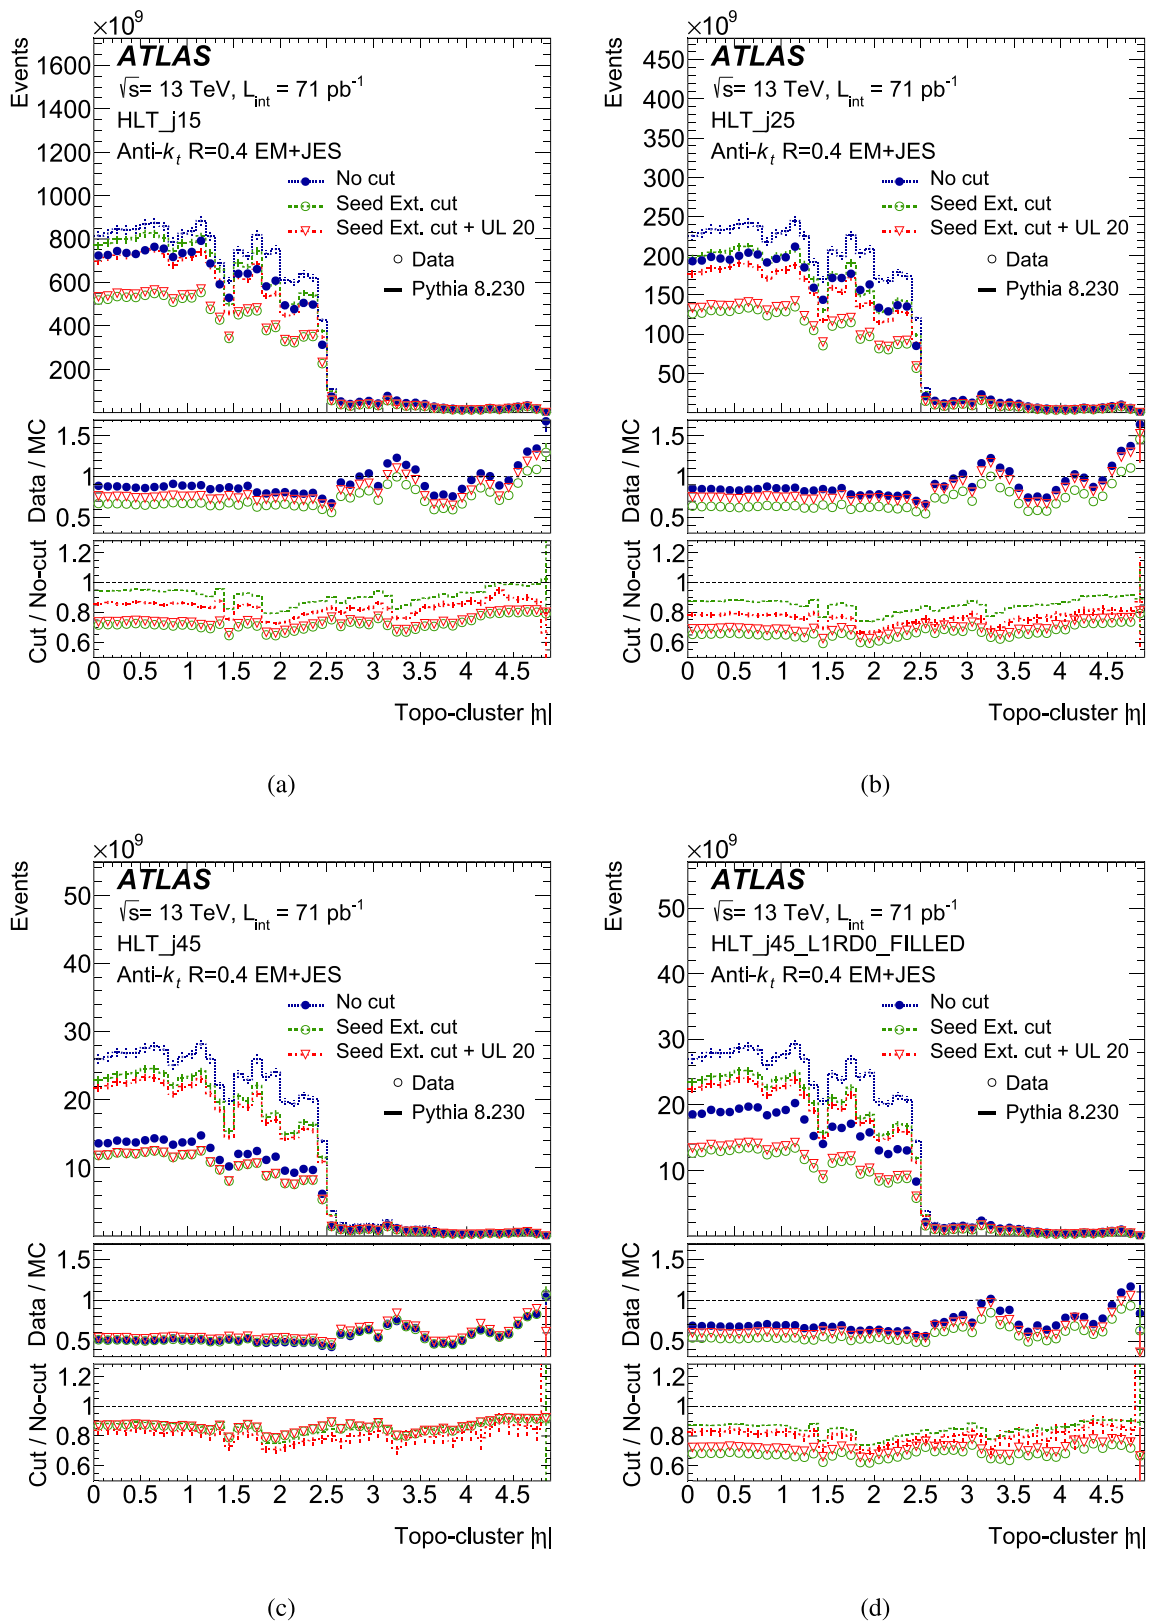 ×10⁹
Events
1600
1400
1200
1000
800
600
400
200
ATLAS
√s= 13 TeV, L_int = 71 pb⁻¹
HLT_j15
Anti-k_t R=0.4 EM+JES
No cut
Seed Ext. cut
Seed Ext. cut + UL 20
Data
Pythia 8.230
Data / MC
1.5
1
0.5
Cut / No-cut
1.2
1
0.8
0.6
0 0.5 1 1.5 2 2.5 3 3.5 4 4.5
Topo-cluster |η|
(a)
×10⁹
Events
450
400
350
300
250
200
150
100
50
ATLAS
√s= 13 TeV, L_int = 71 pb⁻¹
HLT_j25
Anti-k_t R=0.4 EM+JES
No cut
Seed Ext. cut
Seed Ext. cut + UL 20
Data
Pythia 8.230
Data / MC
1.5
1
0.5
Cut / No-cut
1.2
1
0.8
0.6
0 0.5 1 1.5 2 2.5 3 3.5 4 4.5
Topo-cluster |η|
(b)
×10⁹
Events
50
40
30
20
10
ATLAS
√s= 13 TeV, L_int = 71 pb⁻¹
HLT_j45
Anti-k_t R=0.4 EM+JES
No cut
Seed Ext. cut
Seed Ext. cut + UL 20
Data
Pythia 8.230
Data / MC
1.5
1
0.5
Cut / No-cut
1.2
1
0.8
0.6
0 0.5 1 1.5 2 2.5 3 3.5 4 4.5
Topo-cluster |η|
(c)
×10⁹
Events
50
40
30
20
10
ATLAS
√s= 13 TeV, L_int = 71 pb⁻¹
HLT_j45_L1RD0_FILLED
Anti-k_t R=0.4 EM+JES
No cut
Seed Ext. cut
Seed Ext. cut + UL 20
Data
Pythia 8.230
Data / MC
1.5
1
0.5
Cut / No-cut
1.2
1
0.8
0.6
0 0.5 1 1.5 2 2.5 3 3.5 4 4.5
Topo-cluster |η|
(d)